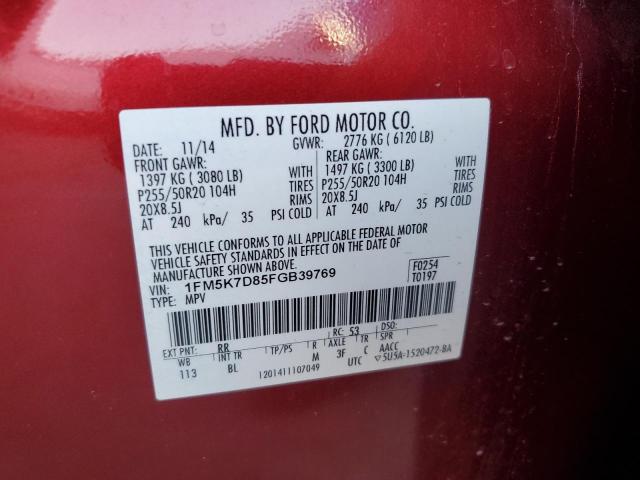 MFD. BY FORD MOTOR CO.
DATE: 11/14 GVWR: 2776 KG ( 6120 LB)
FRONT GAWR: REAR GAWR:
1397 KG ( 3080 LB) WITH 1497 KG ( 3300 LB) WITH
P255/50R20 104H TIRES P255/50R20 104H TIRES
20X8.5J RIMS 20X8.5J RIMS
AT 240 kPa/ 35 PSI COLD AT 240 kPa/ 35 PSI COLD
THIS VEHICLE CONFORMS TO ALL APPLICABLE FEDERAL MOTOR
VEHICLE SAFETY STANDARDS IN EFFECT ON THE DATE OF
MANUFACTURE SHOWN ABOVE.
VIN: 1FM5K7D85FGB39769 F0254
TYPE: MPV T0197
EXT PNT: RR RC: 53 DSO:
WB INT TR TP/PS R AXLE TR SPR
113 BL M 3F C AACC
1201411107049 UTC ▽5U5A-1520472-BA